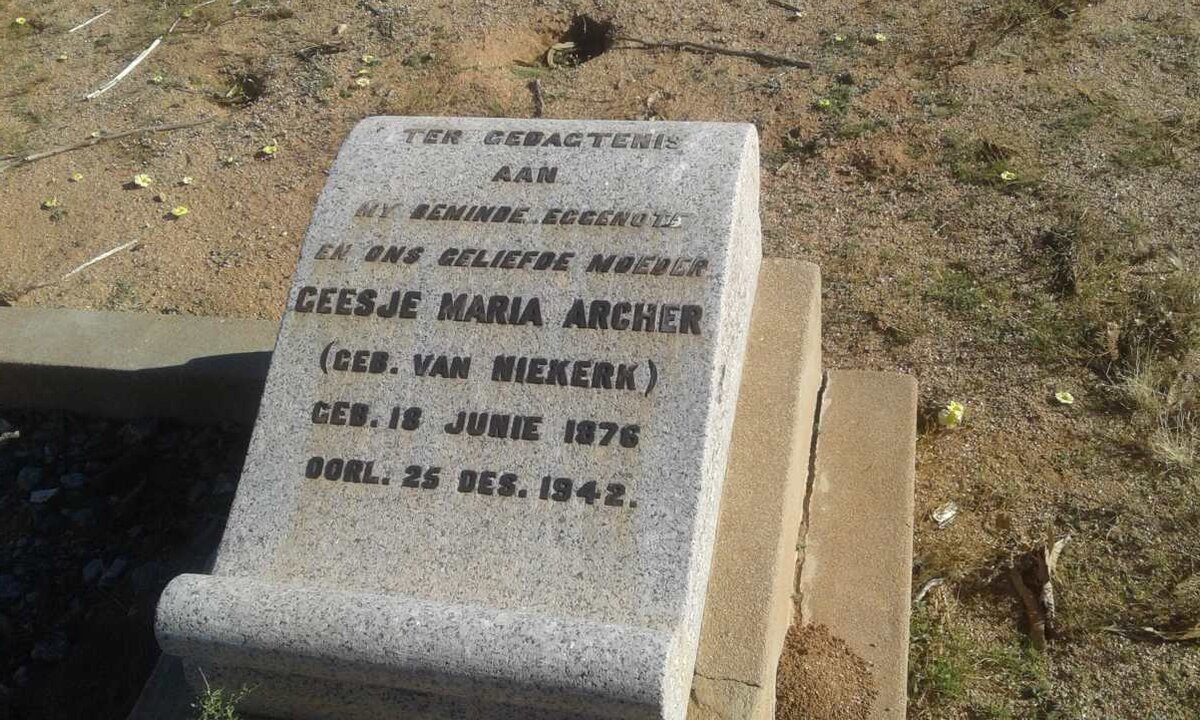 TER GEDAGTENIS
AAN
MY BEMINDE EGGENOTE
EN ONS GELIEFDE MOEDER
GEESJE MARIA ARCHER
(GEB. VAN NIEKERK)
GEB. 18 JUNIE 1876
OORL. 25 DES. 1942.